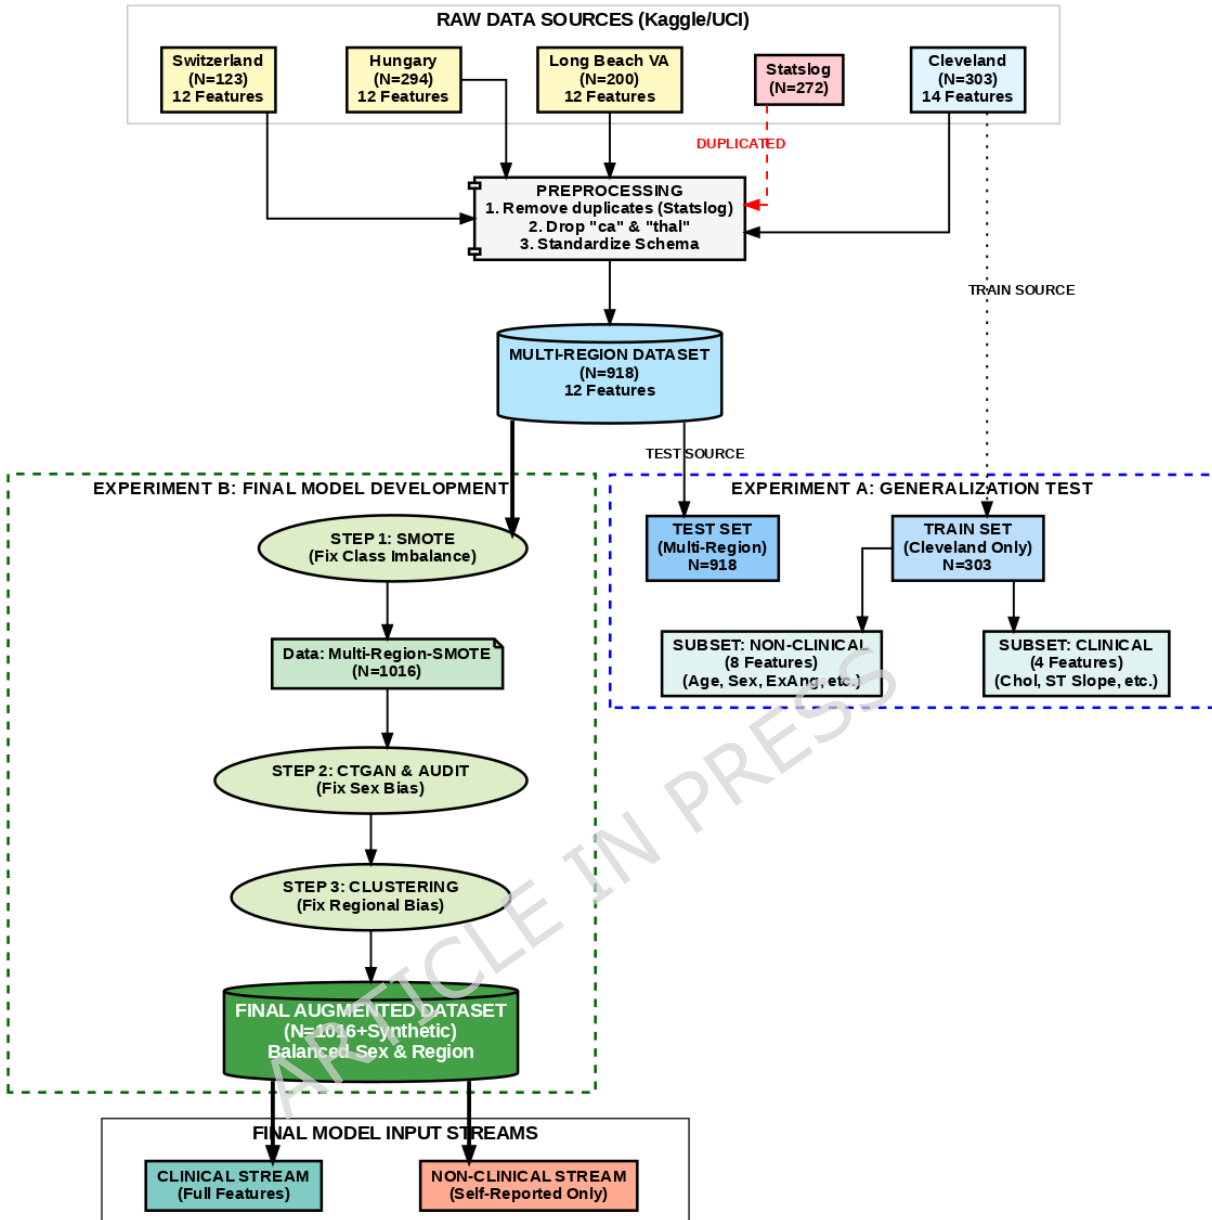 RAW DATA SOURCES (Kaggle/UCI)
Switzerland
(N=123)
12 Features
Hungary
(N=294)
12 Features
Long Beach VA
(N=200)
12 Features
Statslog
(N=272)
Cleveland
(N=303)
14 Features
DUPLICATED
PREPROCESSING
1. Remove duplicates (Statslog)
2. Drop "ca" & "thal"
3. Standardize Schema
TRAIN SOURCE
MULTI-REGION DATASET
(N=918)
12 Features
TEST SOURCE
EXPERIMENT B: FINAL MODEL DEVELOPMENT
EXPERIMENT A: GENERALIZATION TEST
STEP 1: SMOTE
(Fix Class Imbalance)
TEST SET
(Multi-Region)
N=918
TRAIN SET
(Cleveland Only)
N=303
Data: Multi-Region-SMOTE
(N=1016)
SUBSET: NON-CLINICAL
(8 Features)
(Age, Sex, ExAng, etc.)
SUBSET: CLINICAL
(4 Features)
(Chol, ST Slope, etc.)
STEP 2: CTGAN & AUDIT
(Fix Sex Bias)
STEP 3: CLUSTERING
(Fix Regional Bias)
FINAL AUGMENTED DATASET
(N=1016+Synthetic)
Balanced Sex & Region
FINAL MODEL INPUT STREAMS
CLINICAL STREAM
(Full Features)
NON-CLINICAL STREAM
(Self-Reported Only)
ARTICLE IN PRESS